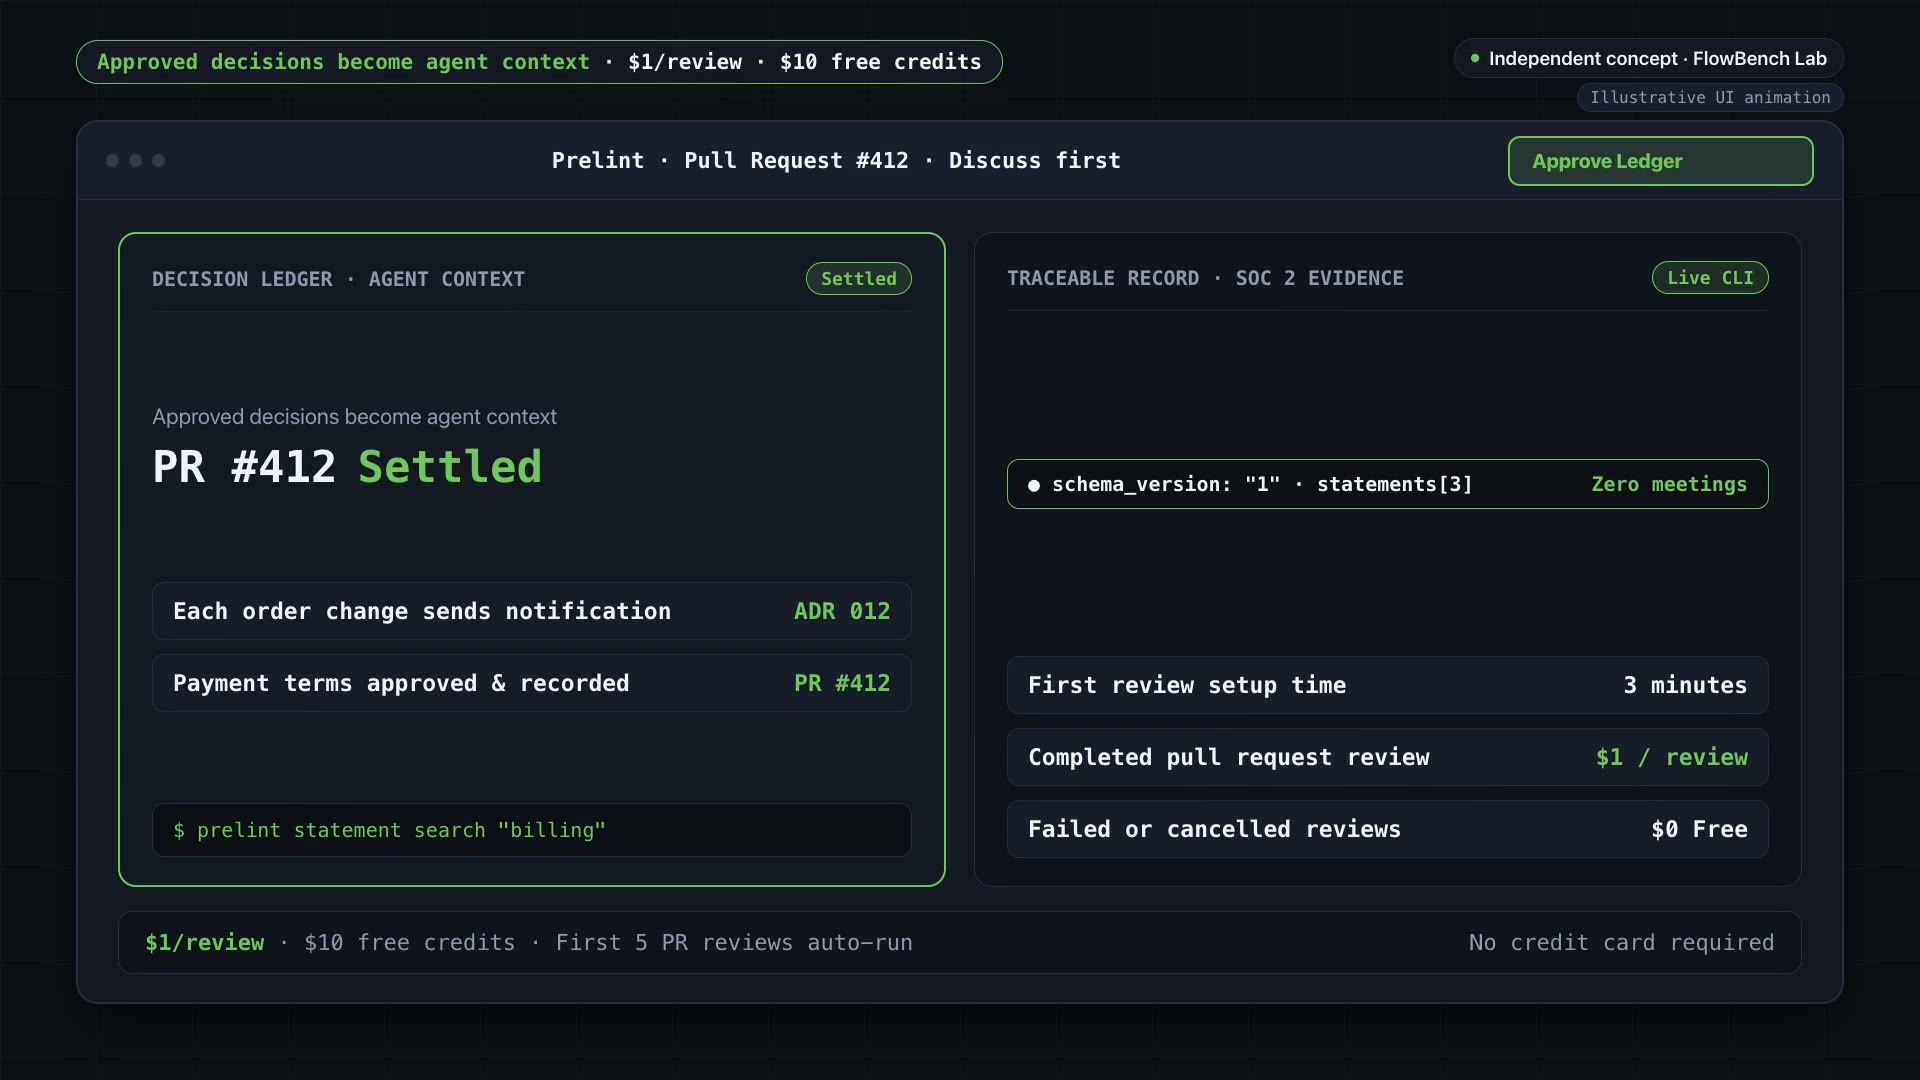 Approved decisions become agent context · $1/review · $10 free credits
Independent concept · FlowBench Lab
Illustrative UI animation
Prelint · Pull Request #412 · Discuss first
Approve Ledger
DECISION LEDGER · AGENT CONTEXT
Settled
Approved decisions become agent context
PR #412 Settled
Each order change sends notification
ADR 012
Payment terms approved & recorded
PR #412
$ prelint statement search "billing"
TRACEABLE RECORD · SOC 2 EVIDENCE
Live CLI
● schema_version: "1" · statements[3]
Zero meetings
First review setup time
3 minutes
Completed pull request review
$1 / review
Failed or cancelled reviews
$0 Free
$1/review · $10 free credits · First 5 PR reviews auto-run
No credit card required